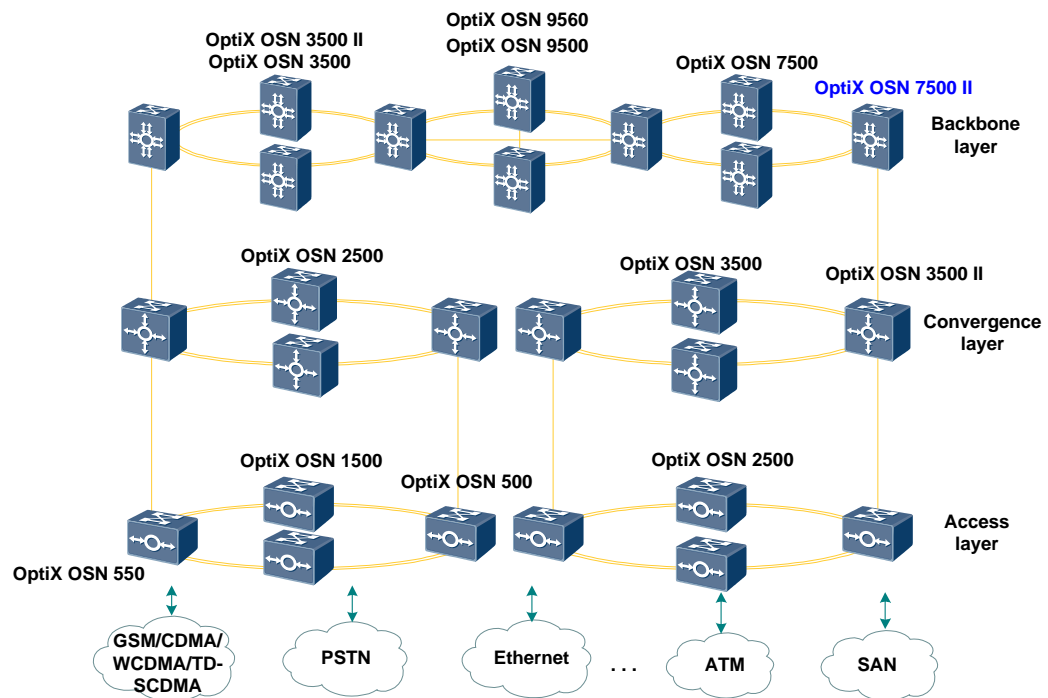 OptiX OSN 9560
OptiX OSN 3500 II
OptiX OSN 9500
OptiX OSN 3500
OptiX OSN 7500
OptiX OSN 7500 II
Backbone
layer
OptiX OSN 2500
OptiX OSN 3500
OptiX OSN 3500 II
Convergence
layer
OptiX OSN 1500
OptiX OSN 500
OptiX OSN 2500
Access
layer
OptiX OSN 550
GSM/CDMA/
WCDMA/TD-
SCDMA
PSTN
Ethernet
...
ATM
SAN